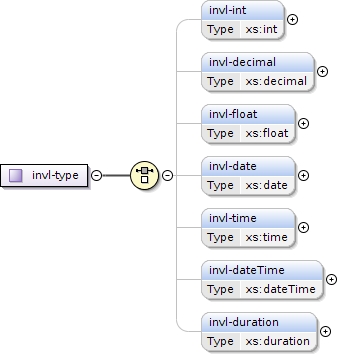 invl-int
Type xs:int
invl-decimal
Type xs:decimal
invl-float
Type xs:float
invl-type
invl-date
Type xs:date
invl-time
Type xs:time
invl-dateTime
Type xs:dateTime
invl-duration
Type xs:duration